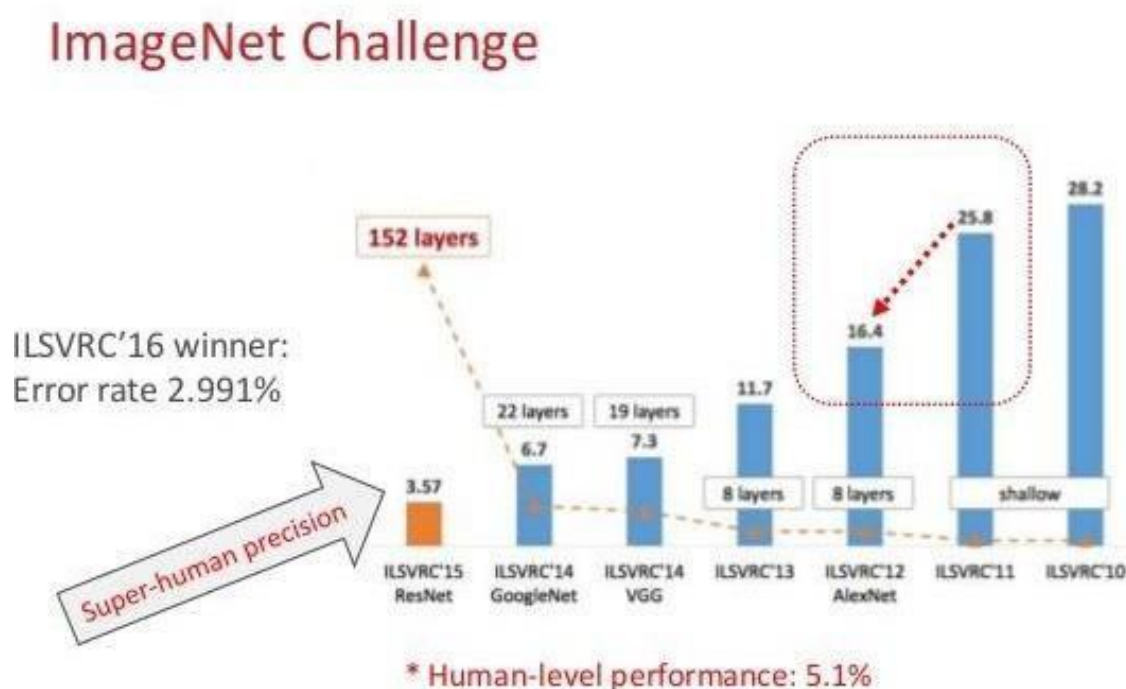 ImageNet Challenge
28.2
25.8
152 layers
16.4
ILSVRC'16 winner:
Error rate 2.991%
11.7
22 layers
19 layers
6.7
7.3
3.57
8 layers
8 layers
shallow
Super-human precision
ILSVRC'15
ResNet
ILSVRC'14
GoogleNet
ILSVRC'14
VGG
ILSVRC'13
ILSVRC'12
AlexNet
ILSVRC'11
ILSVRC'10
* Human-level performance: 5.1%